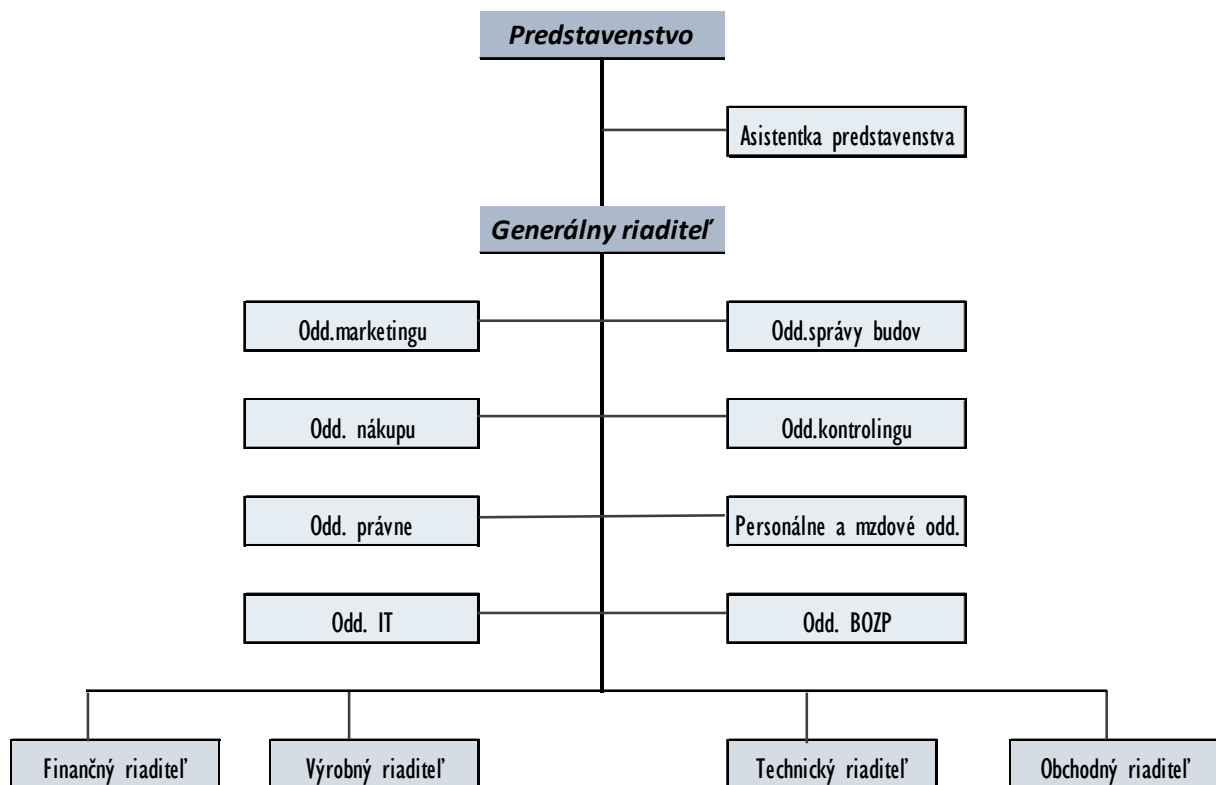 Predstavenstvo
Asistentka predstavenstva
Generálny riaditeľ
Odd.marketingu
Odd.správy budov
Odd. nákupu
Odd.kontrolingu
Odd. právne
Personálne a mzdové odd.
Odd. IT
Odd. BOZP
Finančný riaditeľ
Výrobný riaditeľ
Technický riaditeľ
Obchodný riaditeľ